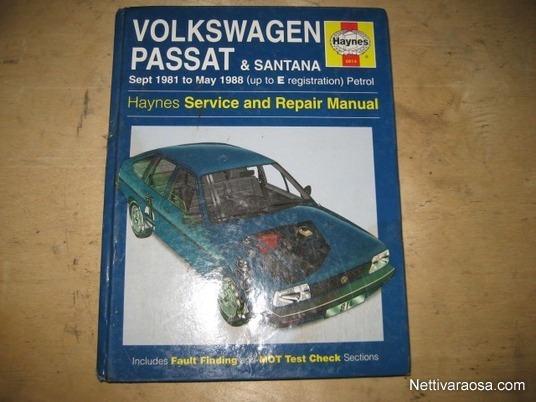 VOLKSWAGEN
PASSAT & SANTANA
Haynes
Sept 1981 to May 1988 (up to E registration) Petrol
Haynes Service and Repair Manual
Includes Fault Finding and MOT Test Check Sections
Nettivaraosa.com